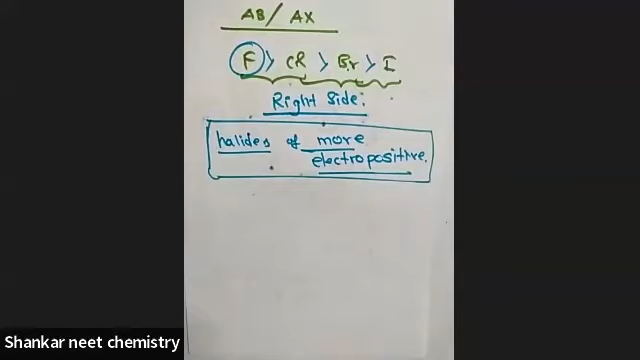 AB / AX
F > Cl > Br > I
Right Side.
halides of more
electropositive.
Shankar neet chemistry